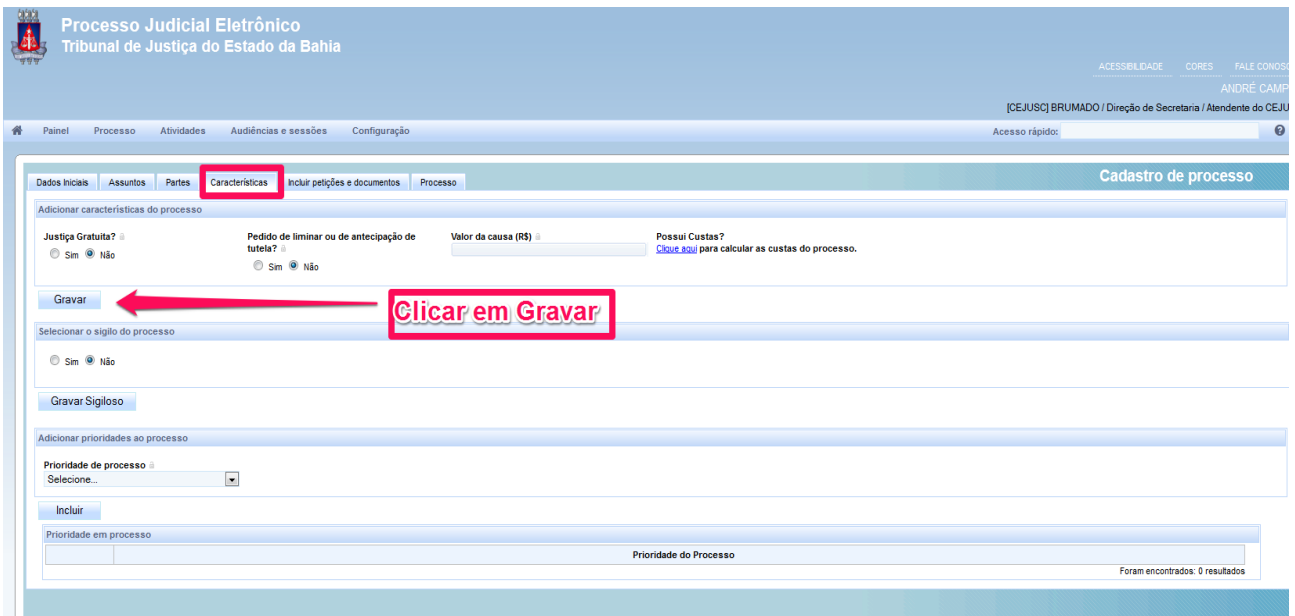 Processo Judicial Eletrônico
Tribunal de Justiça do Estado da Bahia
ACESSIBILIDADE CORES FALE CONOSC
ANDRÉ CAMP
[CEJUSC] BRUMADO / Direção de Secretaria / Atendente do CEJU
Painel Processo Atividades Audiências e sessões Configuração Acesso rápido:
Cadastro de processo
Dados Iniciais Assuntos Partes Características Incluir petições e documentos Processo
Adicionar características do processo
Justiça Gratuita? Pedido de liminar ou de antecipação de Valor da causa (R$) Possui Custas?
tutela? Clique aqui para calcular as custas do processo.
Sim Não
Sim Não
Gravar
Clicar em Gravar
Selecionar o sigilo do processo
Sim Não
Gravar Sigiloso
Adicionar prioridades ao processo
Prioridade de processo
Selecione...
Incluir
Prioridade em processo
Prioridade do Processo
Foram encontrados: 0 resultados